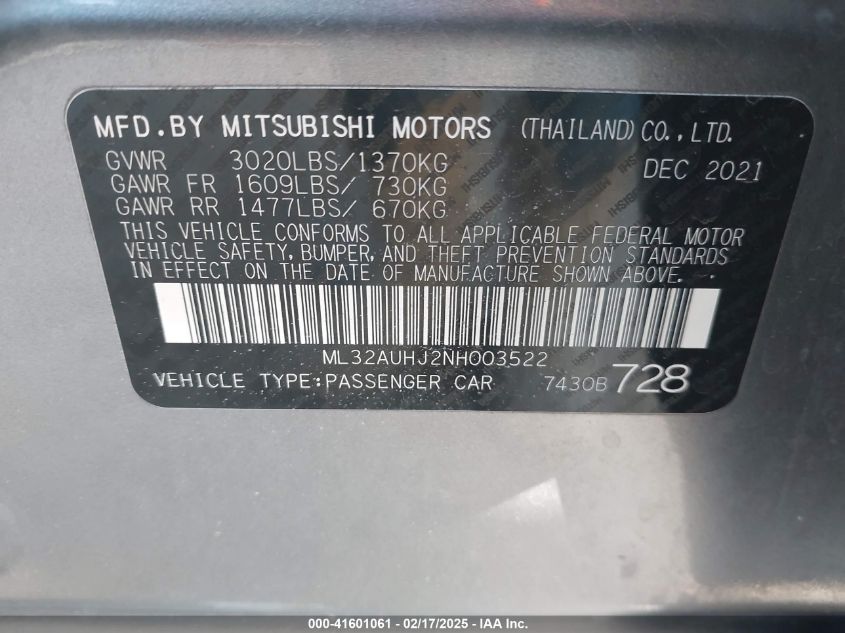 MFD.BY MITSUBISHI MOTORS (THAILAND)CO.,LTD.
GVWR 3020LBS/1370KG DEC 2021
GAWR FR 1609LBS/ 730KG
GAWR RR 1477LBS/ 670KG
THIS VEHICLE CONFORMS TO ALL APPLICABLE FEDERAL MOTOR
VEHICLE SAFETY, BUMPER, AND THEFT PREVENTION STANDARDS
IN EFFECT ON THE DATE OF MANUFACTURE SHOWN ABOVE.
ML32AUHJ2NH003522
VEHICLE TYPE:PASSENGER CAR 7430B 728
000-41601061 - 02/17/2025 - IAA Inc.